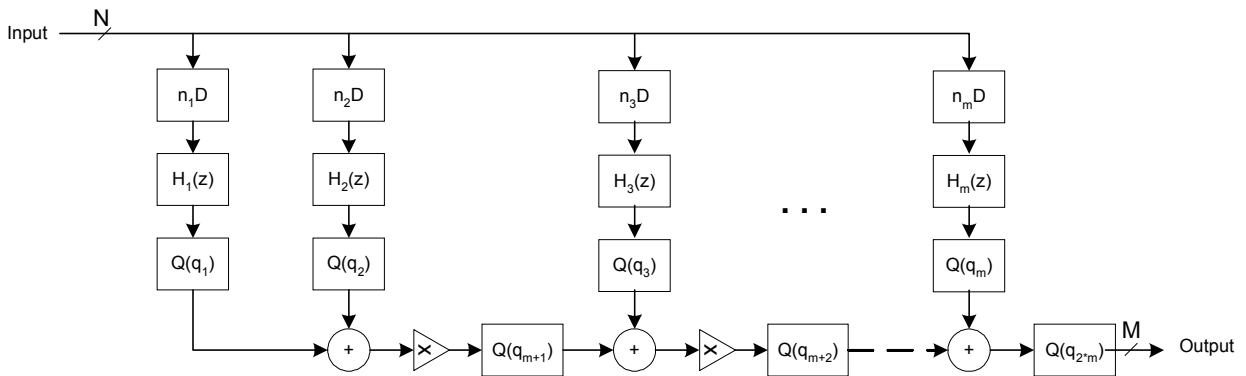 N
Input
n₁D n₂D n₃D nₘD
H₁(z) H₂(z) H₃(z) Hₘ(z)
. . .
Q(q₁) Q(q₂) Q(q₃) Q(qₘ)
+ X Q(qₘ₊₁) + X Q(qₘ₊₂) + Q(q₂*ₘ) M Output